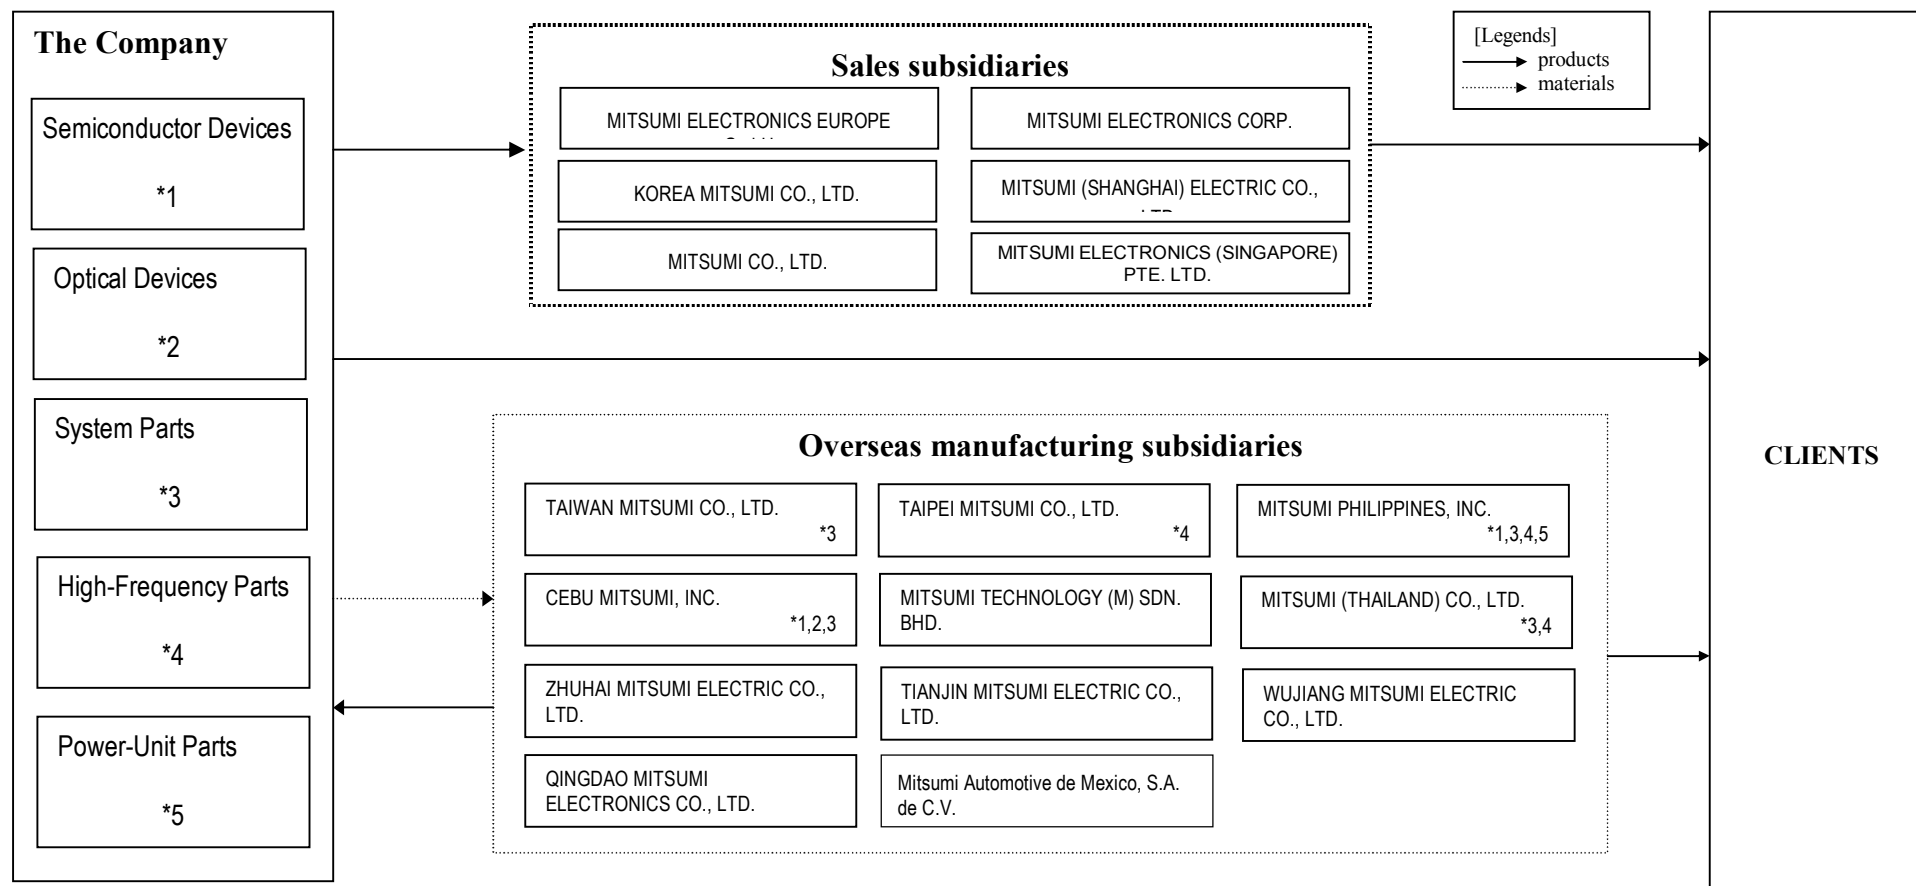 The Company
Semiconductor Devices
*1
Optical Devices
*2
System Parts
*3
High-Frequency Parts
*4
Power-Unit Parts
*5
Sales subsidiaries
MITSUMI ELECTRONICS EUROPE
MITSUMI ELECTRONICS CORP.
KOREA MITSUMI CO., LTD.
MITSUMI (SHANGHAI) ELECTRIC CO.,
MITSUMI CO., LTD.
MITSUMI ELECTRONICS (SINGAPORE)
PTE. LTD.
[Legends]
products
materials
Overseas manufacturing subsidiaries
TAIWAN MITSUMI CO., LTD.
*3
TAIPEI MITSUMI CO., LTD.
*4
MITSUMI PHILIPPINES, INC.
*1,3,4,5
CEBU MITSUMI, INC.
*1,2,3
MITSUMI TECHNOLOGY (M) SDN.
BHD.
MITSUMI (THAILAND) CO., LTD.
*3,4
ZHUHAI MITSUMI ELECTRIC CO.,
LTD.
TIANJIN MITSUMI ELECTRIC CO.,
LTD.
WUJIANG MITSUMI ELECTRIC
CO., LTD.
QINGDAO MITSUMI
ELECTRONICS CO., LTD.
Mitsumi Automotive de Mexico, S.A.
de C.V.
CLIENTS